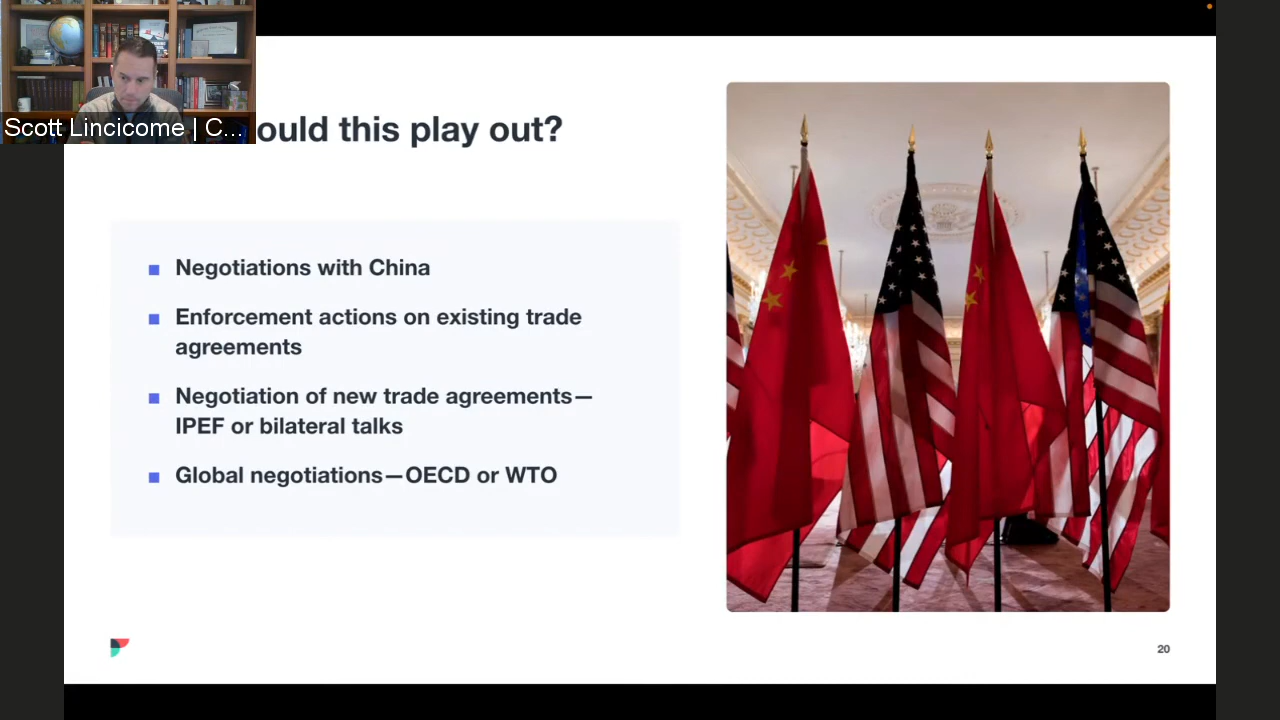 Scott Lincicome | C...
ould this play out?
Negotiations with China
Enforcement actions on existing trade
agreements
Negotiation of new trade agreements—
IPEF or bilateral talks
Global negotiations—OECD or WTO
20